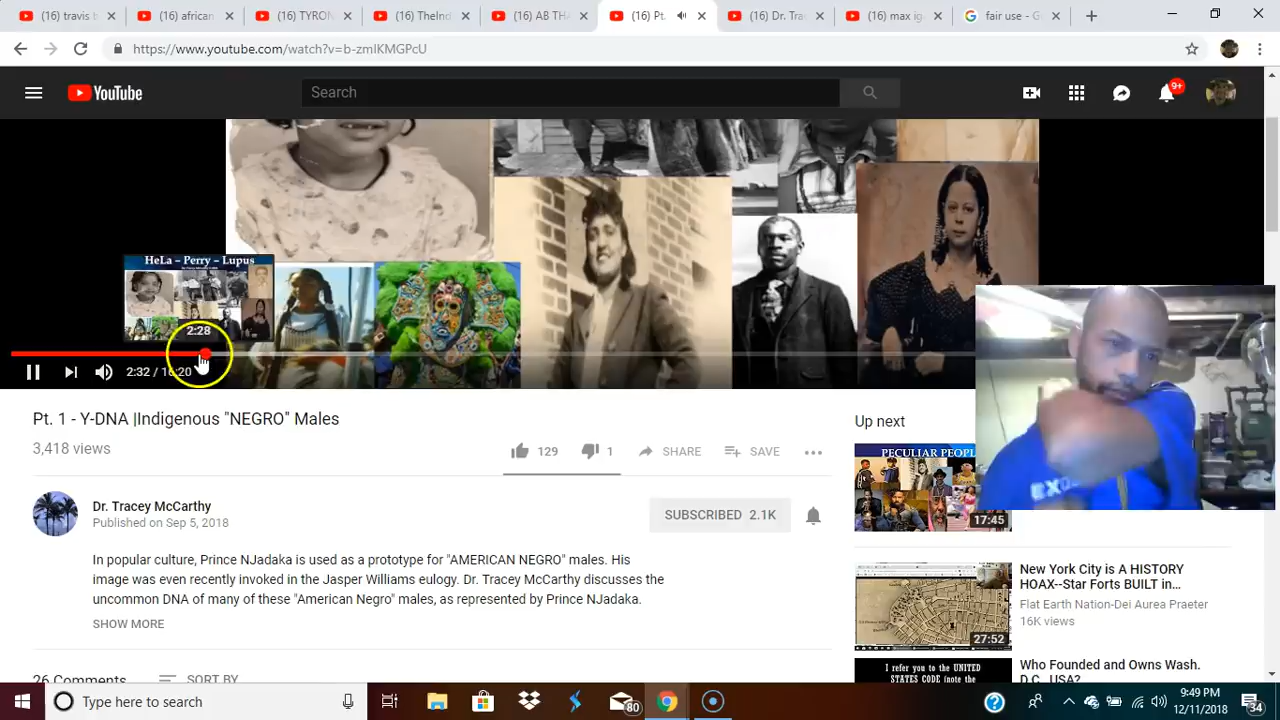 (16) travis b
(16) african
(16) TYRON
(16) TheInd
(16) AB THA
(16) Pt.
(16) Dr. Trac
(16) max ig
fair use - G
https://www.youtube.com/watch?v=b-zmIKMGPcU
YouTube
Search
9+
HeLa – Perry – Lupus
2:28
2:32 / 16:20
Pt. 1 - Y-DNA |Indigenous "NEGRO" Males
3,418 views
129
1
SHARE
SAVE
Dr. Tracey McCarthy
Published on Sep 5, 2018
SUBSCRIBED 2.1K
In popular culture, Prince NJadaka is used as a prototype for "AMERICAN NEGRO" males. His
image was most recently invoked in the Jasper Williams eulogy. Dr. Tracey McCarthy discusses the
uncommon DNA of many of these "American Negro" males, as represented by Prince NJadaka.
SHOW MORE
26 Comments
SORT BY
Up next
PECULIAR PEOPL
17:45
New York City is A HISTORY
HOAX--Star Forts BUILT in...
Flat Earth Nation-Dei Aurea Praeter
16K views
27:52
Who Founded and Owns Wash.
D.C., USA?
I refer you to the UNITED
STATES CODE (note the
Type here to search
80
9:49 PM
12/11/2018
34